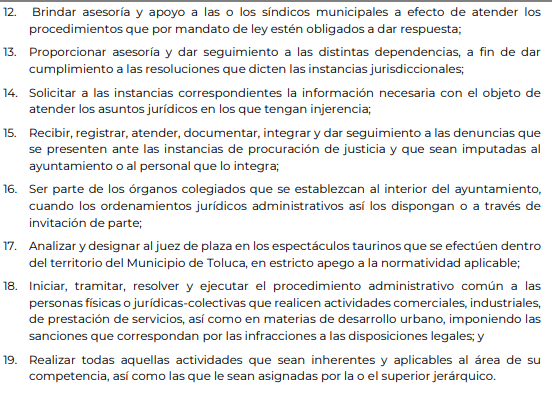 12. Brindar asesoría y apoyo a las o los síndicos municipales a efecto de atender los
procedimientos que por mandato de ley estén obligados a dar respuesta;
13. Proporcionar asesoría y dar seguimiento a las distintas dependencias, a fin de dar
cumplimiento a las resoluciones que dicten las instancias jurisdiccionales;
14. Solicitar a las instancias correspondientes la información necesaria con el objeto de
atender los asuntos jurídicos en los que tengan injerencia;
15. Recibir, registrar, atender, documentar, integrar y dar seguimiento a las denuncias que
se presenten ante las instancias de procuración de justicia y que sean imputadas al
ayuntamiento o al personal que lo integra;
16. Ser parte de los órganos colegiados que se establezcan al interior del ayuntamiento,
cuando los ordenamientos jurídicos administrativos así los dispongan o a través de
invitación de parte;
17. Analizar y designar al juez de plaza en los espectáculos taurinos que se efectúen dentro
del territorio del Municipio de Toluca, en estricto apego a la normatividad aplicable;
18. Iniciar, tramitar, resolver y ejecutar el procedimiento administrativo común a las
personas físicas o jurídicas-colectivas que realicen actividades comerciales, industriales,
de prestación de servicios, así como en materias de desarrollo urbano, imponiendo las
sanciones que correspondan por las infracciones a las disposiciones legales; y
19. Realizar todas aquellas actividades que sean inherentes y aplicables al área de su
competencia, así como las que le sean asignadas por la o el superior jerárquico.